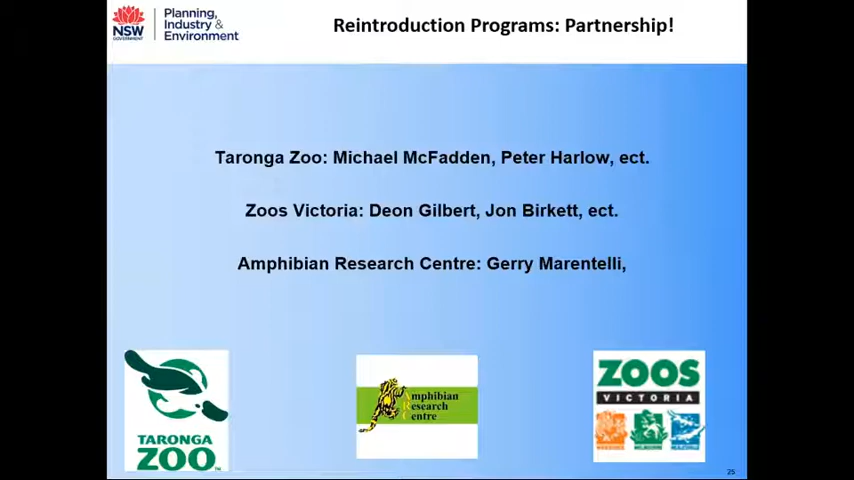 Planning,
Industry &
Environment
NSW
GOVERNMENT
Reintroduction Programs: Partnership!
Taronga Zoo: Michael McFadden, Peter Harlow, ect.
Zoos Victoria: Deon Gilbert, Jon Birkett, ect.
Amphibian Research Centre: Gerry Marentelli,
TARONGA
ZOO
Amphibian
Research
Centre
ZOOS
VICTORIA
MELBOURNE
25